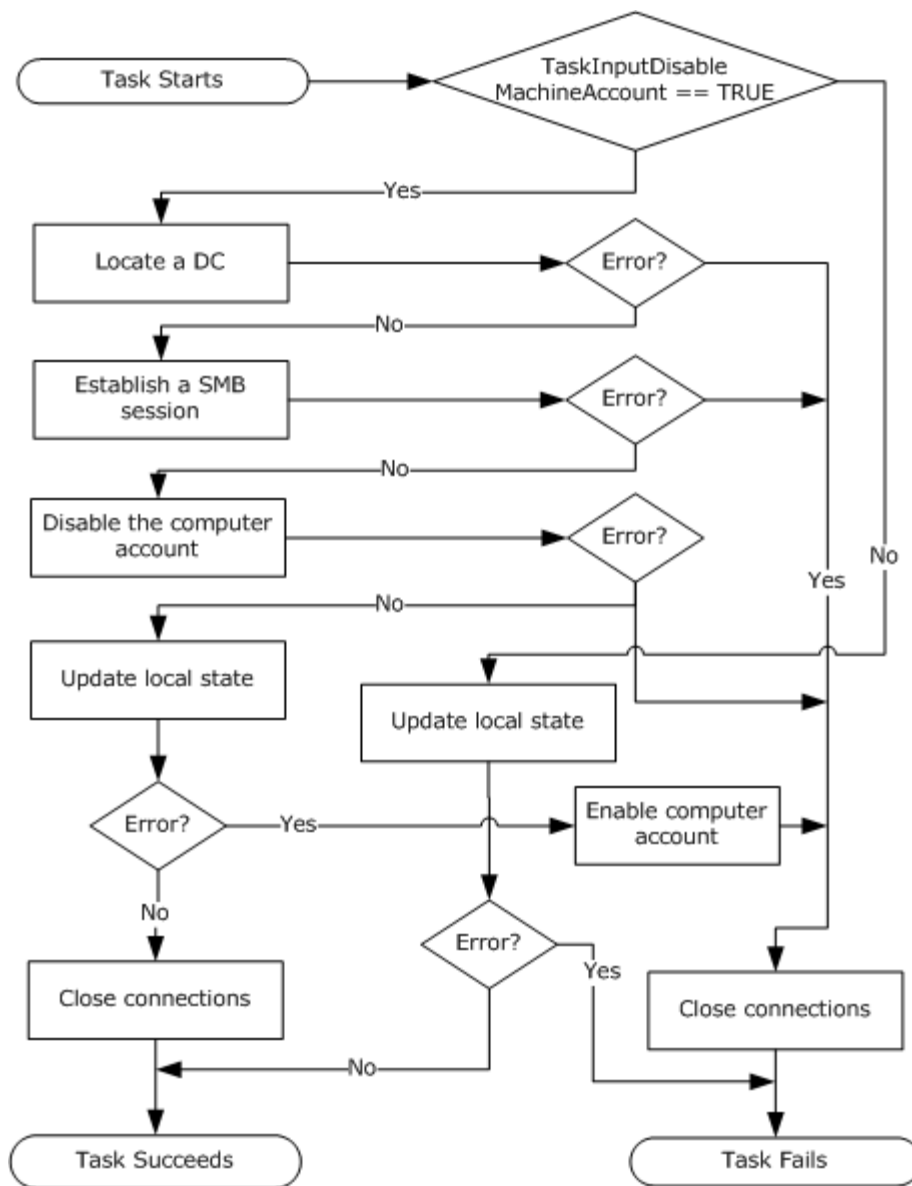 Task Starts
TaskInputDisable
MachineAccount == TRUE
Yes
Locate a DC
Error?
No
Establish a SMB
session
Error?
No
Disable the computer
account
Error?
No
Yes
No
Update local state
Update local state
Error?
Yes
Enable computer
account
No
Error?
Yes
Close connections
Close connections
No
Task Succeeds
Task Fails